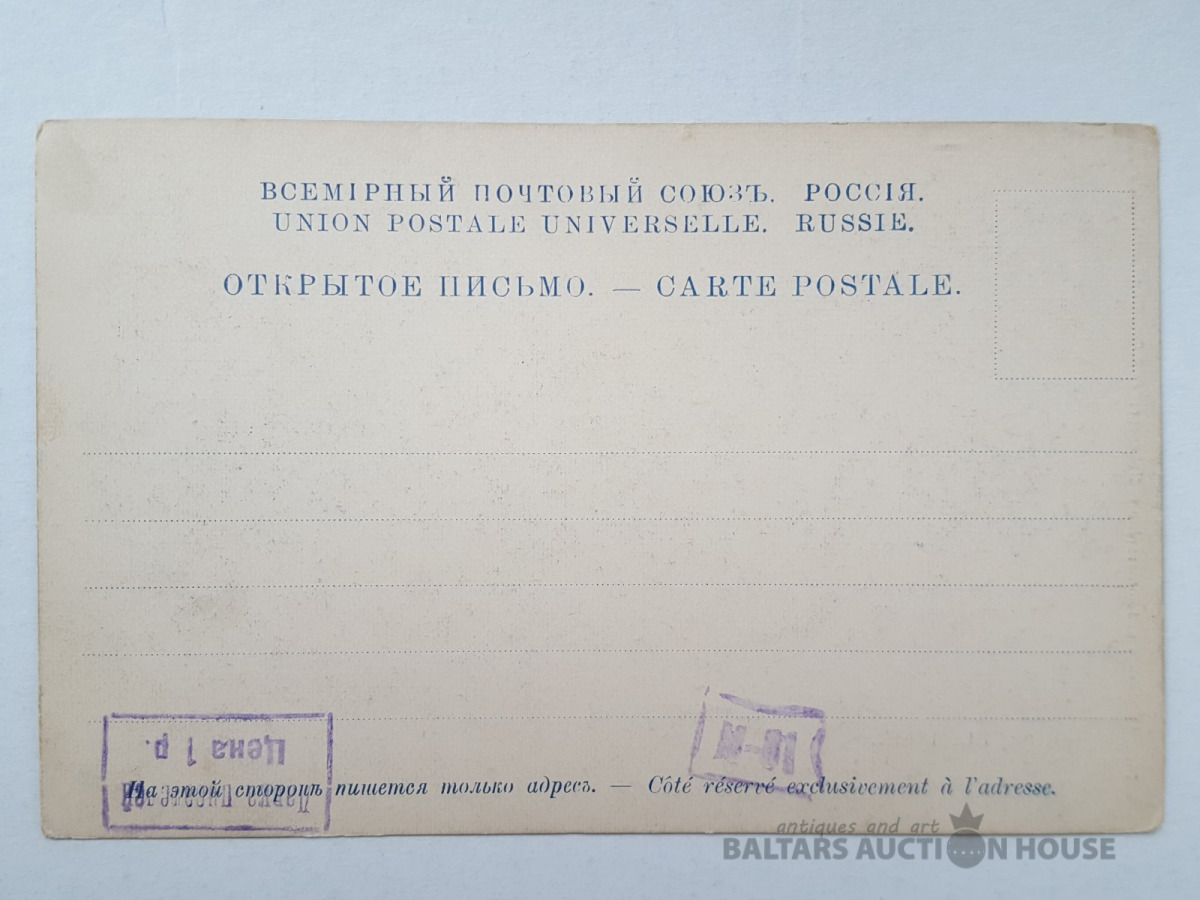 ВСЕМІРНЫЙ ПОЧТОВЫЙ СОЮЗЪ. РОССІЯ.
UNION POSTALE UNIVERSELLE. RUSSIE.
ОТКРЫТОЕ ПИСЬМО. — CARTE POSTALE.
Цена 1 р.
10-И
На этой сторонѣ пишется только адресъ. — Côté réservé exclusivement à l'adresse.
antiques and art
BALTARS AUCTION HOUSE